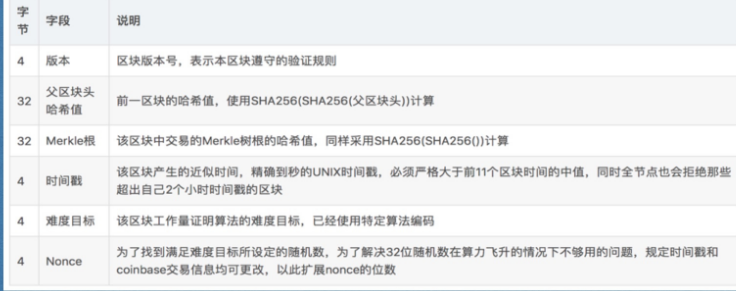 字节 字段 说明
4 版本 区块版本号，表示本区块遵守的验证规则
32 父区块头哈希值 前一区块的哈希值，使用SHA256(SHA256(父区块头))计算
32 Merkle根 该区块中交易的Merkle树根的哈希值，同样采用SHA256(SHA256())计算
4 时间戳 该区块产生的近似时间，精确到秒的UNIX时间戳，必须严格大于前11个区块时间的中值，同时全节点也会拒绝那些
超出自己2个小时时间戳的区块
4 难度目标 该区块工作量证明算法的难度目标，已经使用特定算法编码
4 Nonce 为了找到满足难度目标所设定的随机数，为了解决32位随机数在算力飞升的情况下不够用的问题，规定时间戳和
coinbase交易信息均可更改，以此扩展nonce的位数